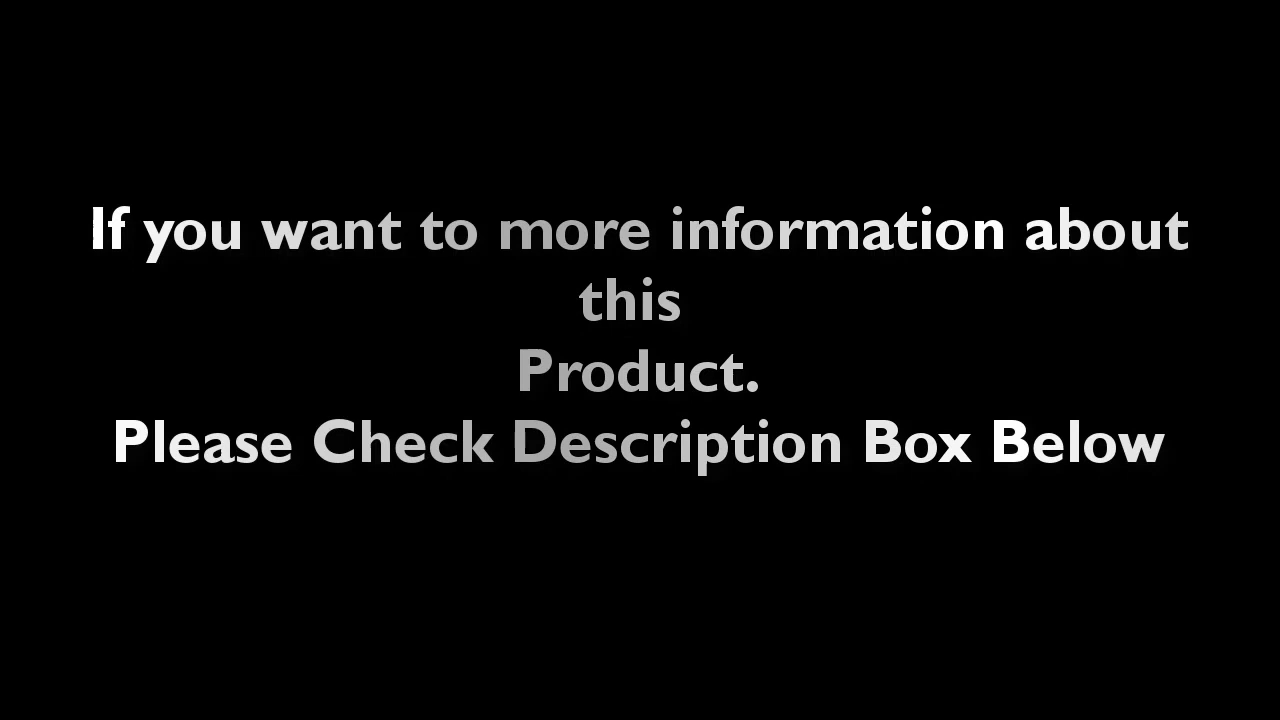 If you want to more information about
this
Product.
Please Check Description Box Below